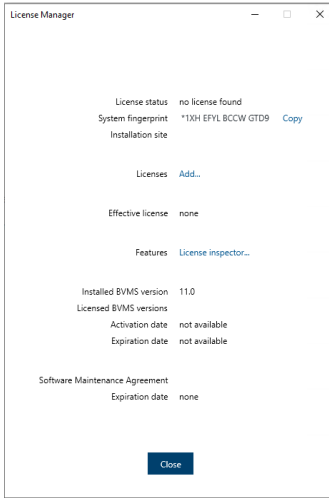 License Manager
License status no license found
System fingerprint *1XH EFYL BCCW GTD9 Copy
Installation site
Licenses Add...
Effective license none
Features License inspector...
Installed BVMS version 11.0
Licensed BVMS versions
Activation date not available
Expiration date not available
Software Maintenance Agreement
Expiration date none
Close